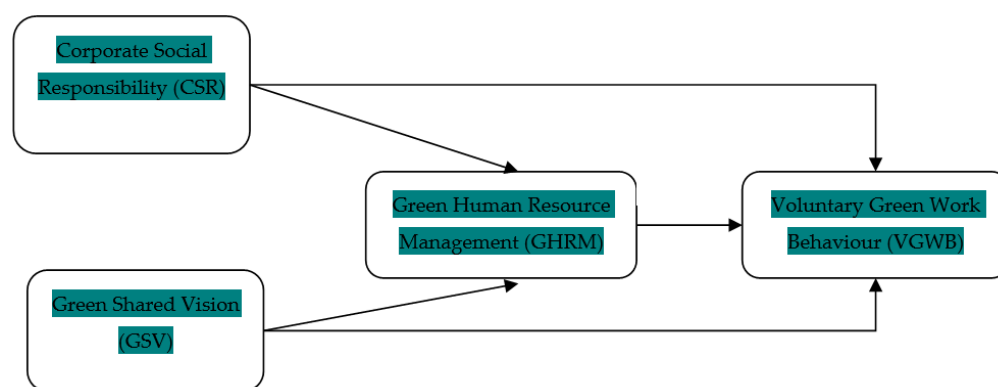 Corporate Social
Responsibility (CSR)
Green Human Resource
Management (GHRM)
Voluntary Green Work
Behaviour (VGWB)
Green Shared Vision
(GSV)